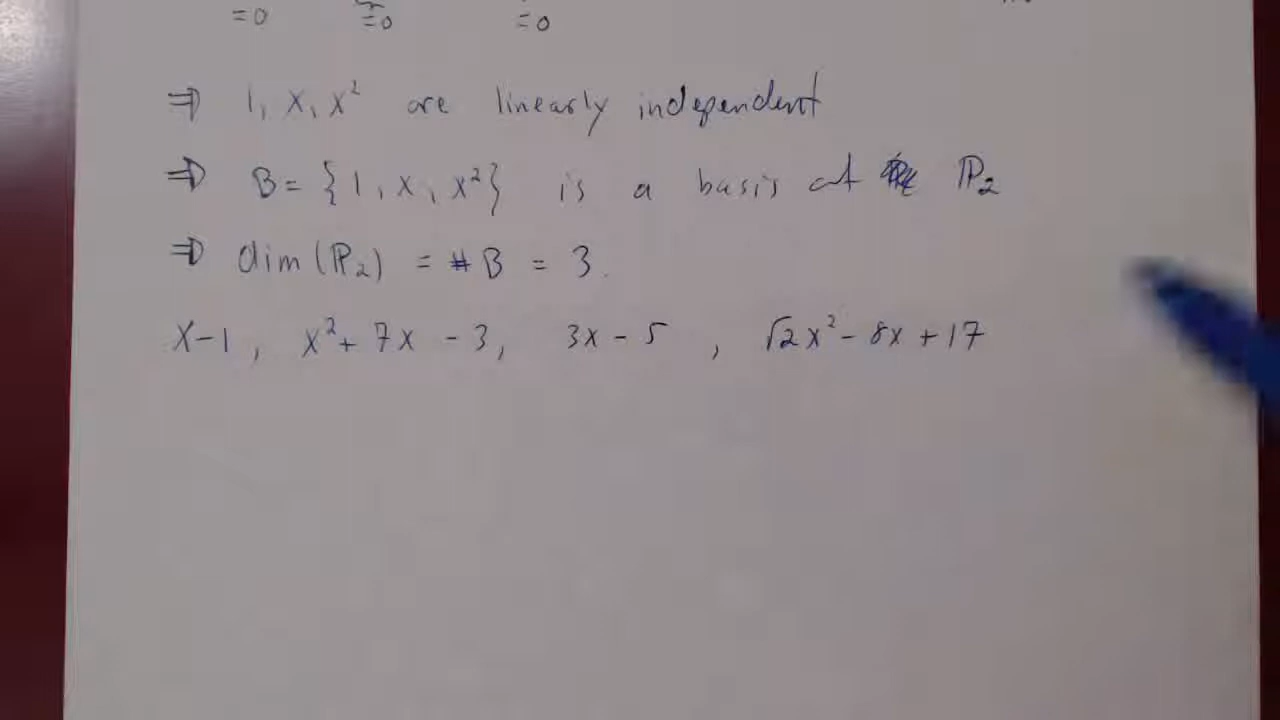 =0 =0 =0
⇒ 1, x, x² are linearly independent
⇒ B = {1, x, x²} is a basis of ℙ₂
⇒ dim(ℙ₂) = #B = 3.
x-1, x²+7x-3, 3x-5, √2x²-8x+17